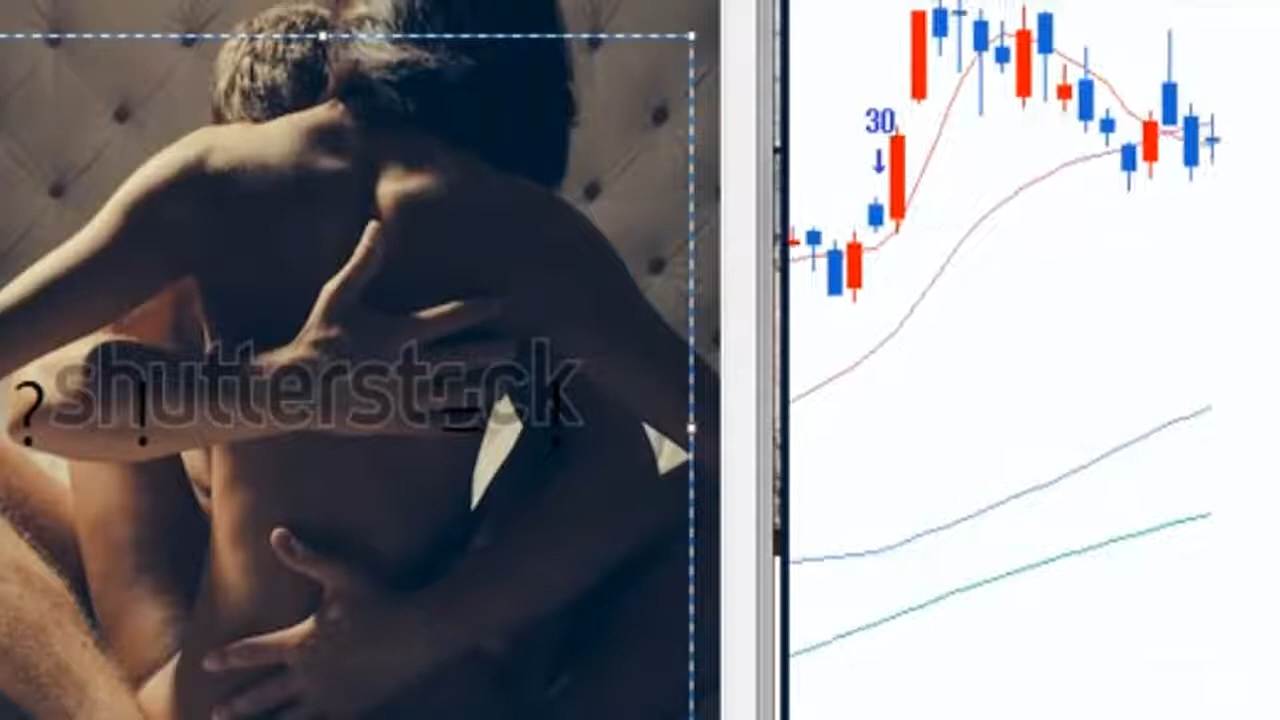 30
? ! = !
shutterstock